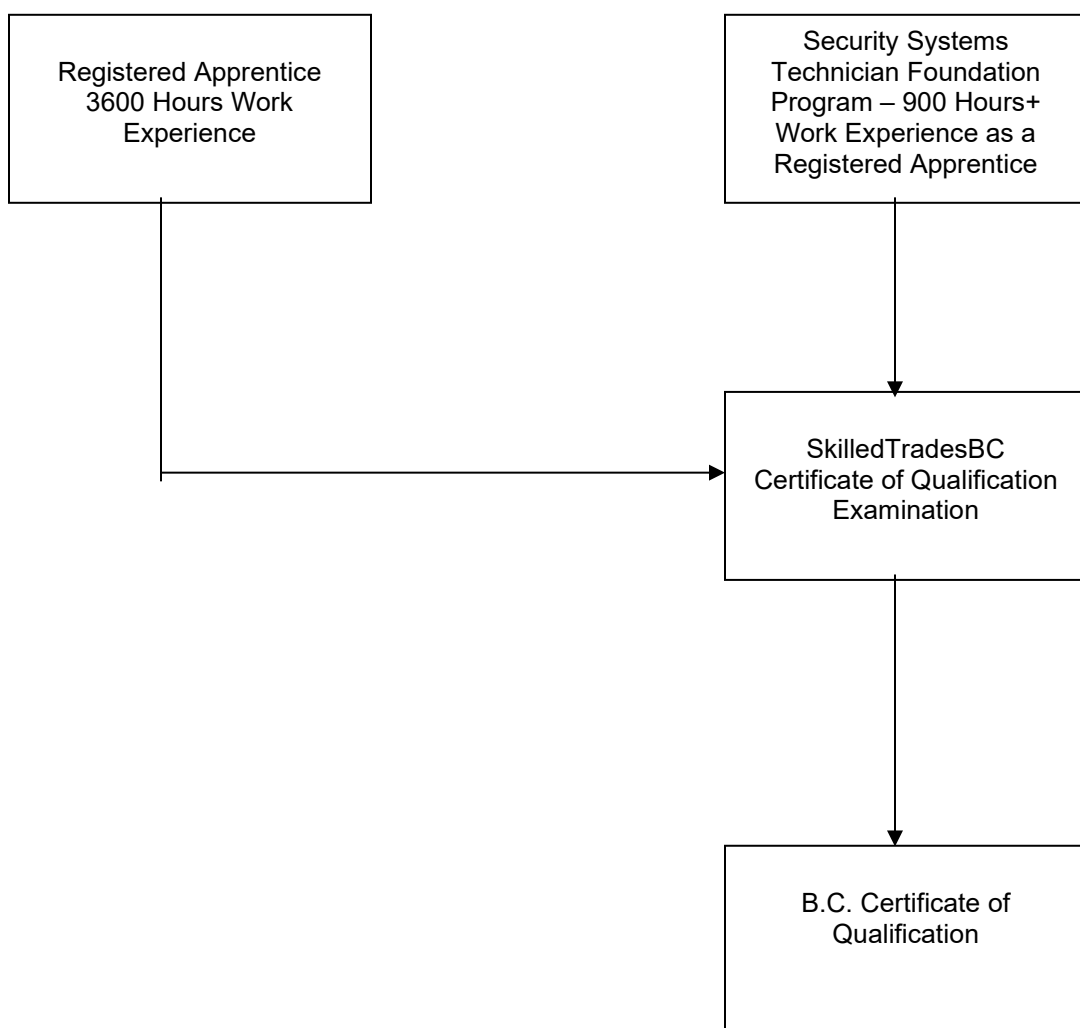 Registered Apprentice
3600 Hours Work
Experience
Security Systems
Technician Foundation
Program – 900 Hours+
Work Experience as a
Registered Apprentice
SkilledTradesBC
Certificate of Qualification
Examination
B.C. Certificate of
Qualification